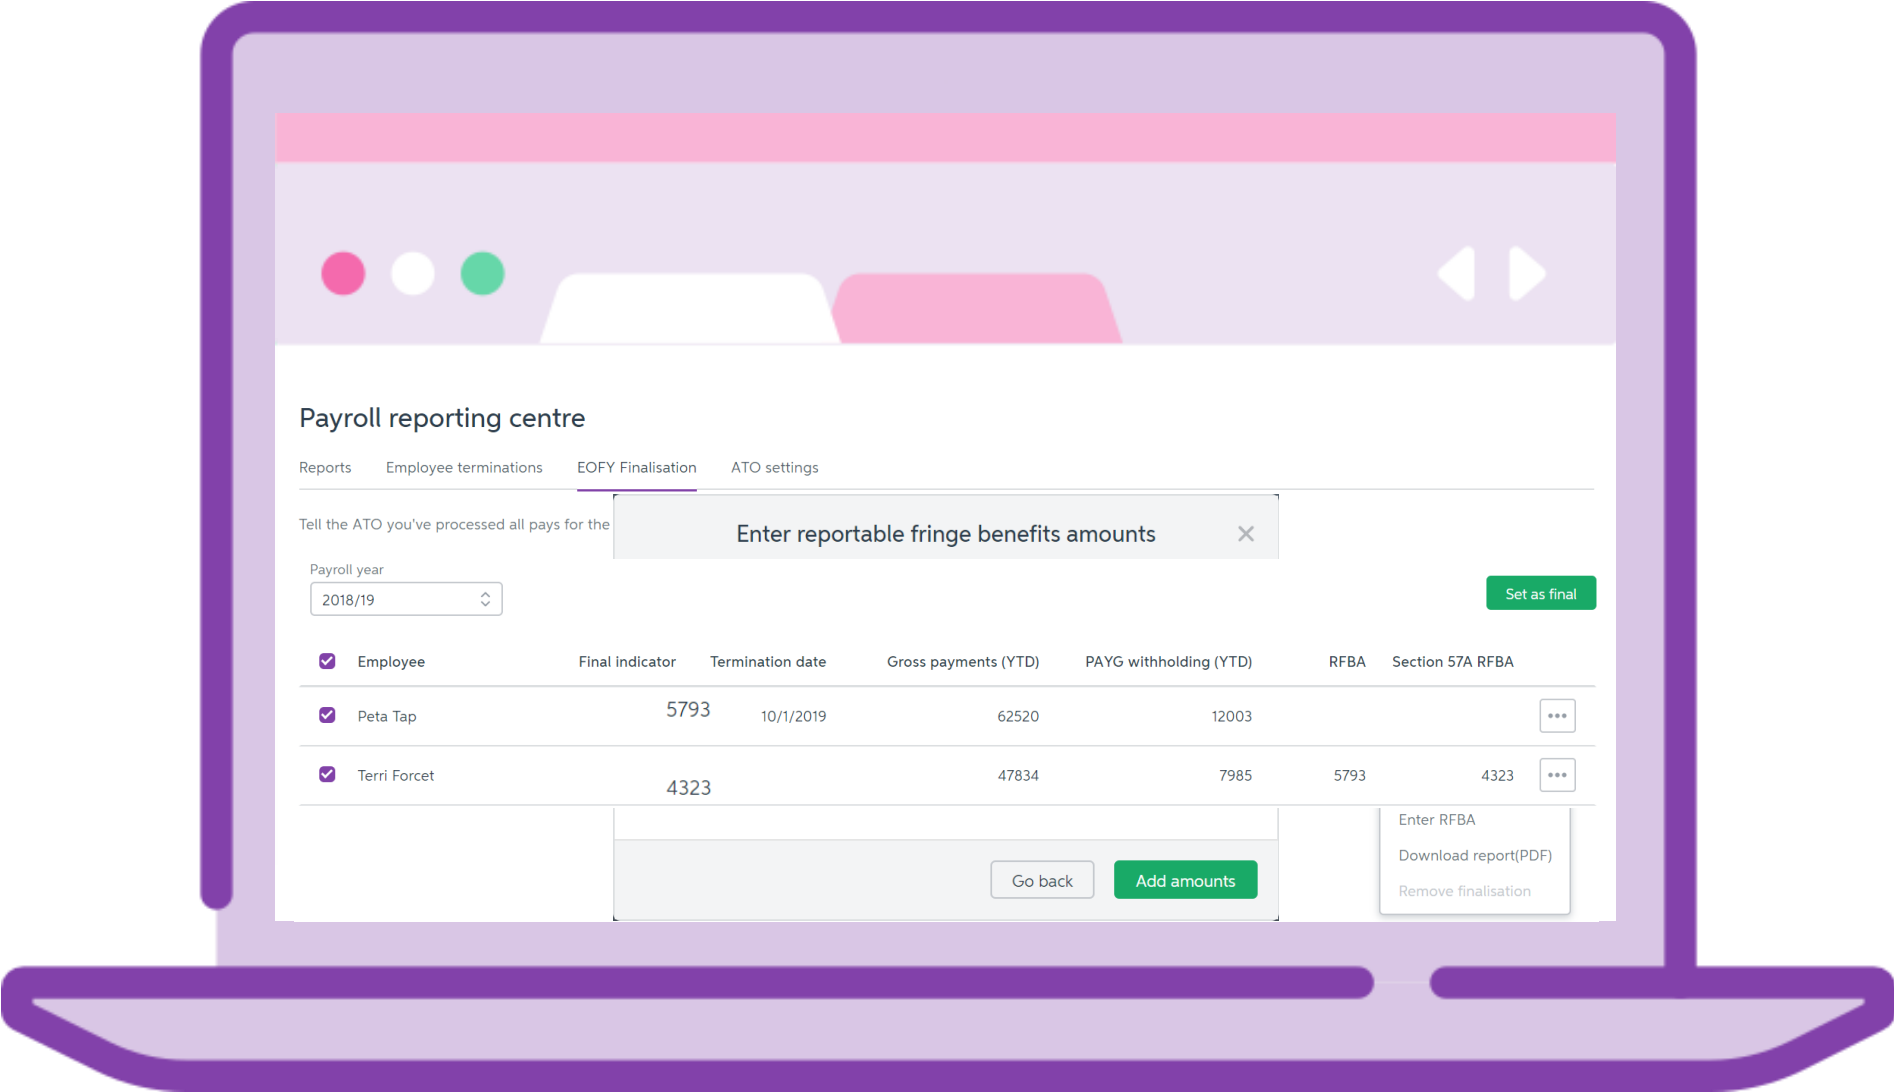 Payroll reporting centre
Reports Employee terminations EOFY Finalisation ATO settings
Tell the ATO you've processed all pays for the
Enter reportable fringe benefits amounts
Payroll year
2018/19
Set as final
Employee Final indicator Termination date Gross payments (YTD) PAYG withholding (YTD) RFBA Section 57A RFBA
Peta Tap 5793 10/1/2019 62520 12003
Terri Forcet 4323 47834 7985 5793 4323
Enter RFBA
Download report(PDF)
Remove finalisation
Go back Add amounts